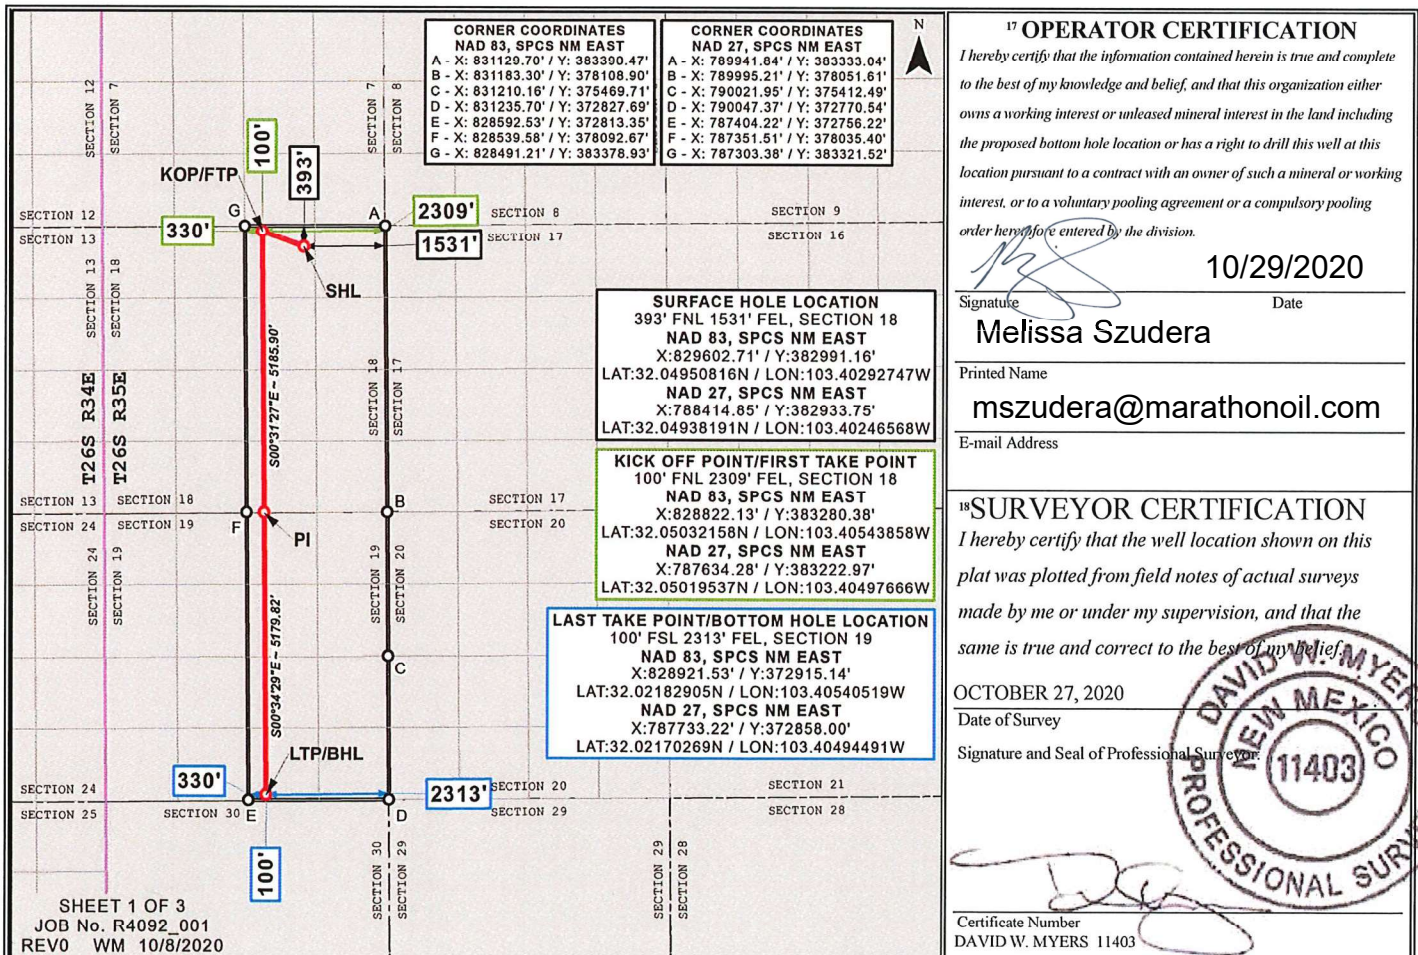 CORNER COORDINATES
NAD 83, SPCS NM EAST
A - X: 831129.70' / Y: 383390.47'
B - X: 831183.30' / Y: 378108.90'
C - X: 831210.16' / Y: 375469.71'
D - X: 831235.70' / Y: 372827.69'
E - X: 828592.53' / Y: 372813.35'
F - X: 828539.58' / Y: 378092.67'
G - X: 828491.21' / Y: 383378.93'
CORNER COORDINATES
NAD 27, SPCS NM EAST
A - X: 789941.84' / Y: 383333.04'
B - X: 789995.21' / Y: 378051.61'
C - X: 790021.95' / Y: 375412.49'
D - X: 790047.37' / Y: 372770.54'
E - X: 787404.22' / Y: 372756.22'
F - X: 787351.51' / Y: 378035.40'
G - X: 787303.38' / Y: 383321.52'
N
SECTION 12
SECTION 7
SECTION 7
SECTION 8
100'
393'
KOP/FTP
G
A
330'
2309'
1531'
SECTION 12
SECTION 13
SECTION 8
SECTION 17
SECTION 9
SECTION 16
SHL
SECTION 13
SECTION 18
S00°31'27"E ~ 5185.90'
SECTION 18
SECTION 17
T26S R34E
T26S R35E
SURFACE HOLE LOCATION
393' FNL 1531' FEL, SECTION 18
NAD 83, SPCS NM EAST
X:829602.71' / Y:382991.16'
LAT:32.04950816N / LON:103.40292747W
NAD 27, SPCS NM EAST
X:788414.85' / Y:382933.75'
LAT:32.04938191N / LON:103.40246568W
KICK OFF POINT/FIRST TAKE POINT
100' FNL 2309' FEL, SECTION 18
NAD 83, SPCS NM EAST
X:828822.13' / Y:383280.38'
LAT:32.05032158N / LON:103.40543858W
NAD 27, SPCS NM EAST
X:787634.28' / Y:383222.97'
LAT:32.05019537N / LON:103.40497666W
SECTION 13
SECTION 18
SECTION 24
SECTION 19
SECTION 17
SECTION 20
F
B
PI
SECTION 24
SECTION 19
SECTION 19
SECTION 20
LAST TAKE POINT/BOTTOM HOLE LOCATION
100' FSL 2313' FEL, SECTION 19
NAD 83, SPCS NM EAST
X:828921.53' / Y:372915.14'
LAT:32.02182905N / LON:103.40540519W
NAD 27, SPCS NM EAST
X:787733.22' / Y:372858.00'
LAT:32.02170269N / LON:103.40494491W
C
S00°34'29"E ~ 5179.82'
LTP/BHL
330'
2313'
SECTION 24
SECTION 25
SECTION 30
E
D
SECTION 20
SECTION 29
SECTION 21
SECTION 28
100'
SECTION 30
SECTION 29
SECTION 29
SECTION 28
SHEET 1 OF 3
JOB No. R4092_001
REV0 WM 10/8/2020
17 OPERATOR CERTIFICATION
I hereby certify that the information contained herein is true and complete
to the best of my knowledge and belief, and that this organization either
owns a working interest or unleased mineral interest in the land including
the proposed bottom hole location or has a right to drill this well at this
location pursuant to a contract with an owner of such a mineral or working
interest, or to a voluntary pooling agreement or a compulsory pooling
order heretofore entered by the division.
10/29/2020
Signature Date
Melissa Szudera
Printed Name
mszudera@marathonoil.com
E-mail Address
18SURVEYOR CERTIFICATION
I hereby certify that the well location shown on this
plat was plotted from field notes of actual surveys
made by me or under my supervision, and that the
same is true and correct to the best of my belief.
OCTOBER 27, 2020
Date of Survey
Signature and Seal of Professional Surveyor:
DAVID W. MYER
NEW MEXICO
11403
PROFESSIONAL SURV
Certificate Number
DAVID W. MYERS 11403